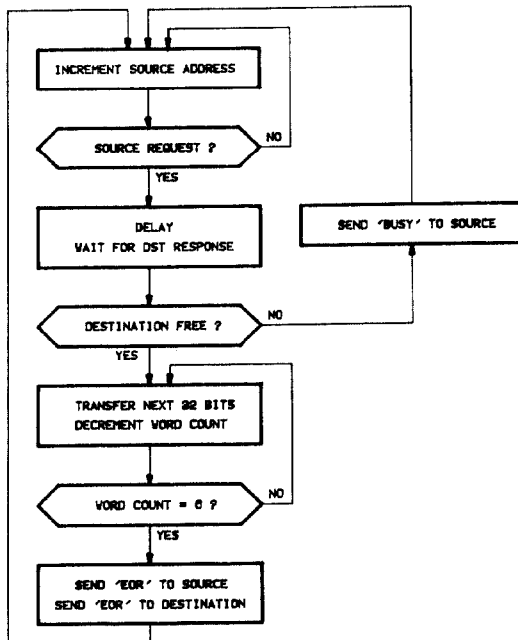 INCREMENT SOURCE ADDRESS
SOURCE REQUEST ?
NO
YES
DELAY
WAIT FOR DST RESPONSE
SEND 'BUSY' TO SOURCE
DESTINATION FREE ?
NO
YES
TRANSFER NEXT 32 BITS
DECREMENT WORD COUNT
WORD COUNT = 0 ?
NO
YES
SEND 'EOR' TO SOURCE
SEND 'EOR' TO DESTINATION